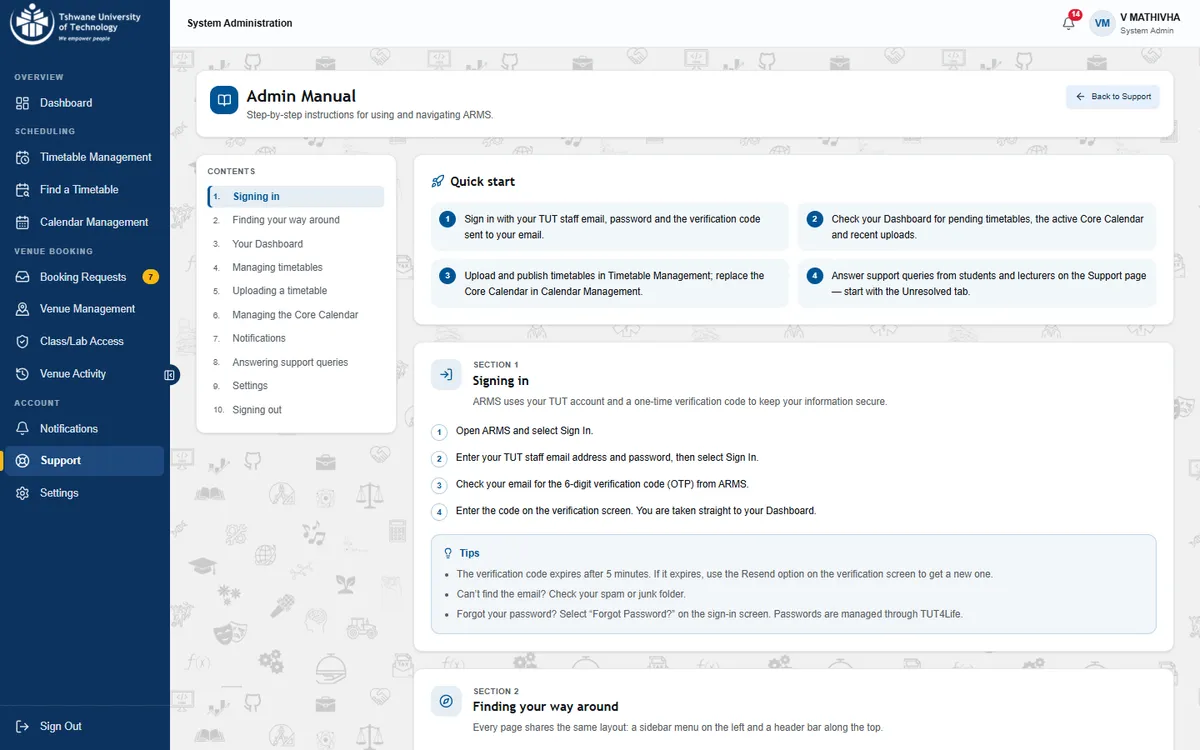 Tshwane University
of Technology
We empower people
System Administration
14
VM
V MATHIVHA
System Admin
OVERVIEW
Dashboard
SCHEDULING
Timetable Management
Find a Timetable
Calendar Management
VENUE BOOKING
Booking Requests
7
Venue Management
Class/Lab Access
Venue Activity
ACCOUNT
Notifications
Support
Settings
Sign Out
Admin Manual
Step-by-step instructions for using and navigating ARMS.
Back to Support
CONTENTS
1. Signing in
2. Finding your way around
3. Your Dashboard
4. Managing timetables
5. Uploading a timetable
6. Managing the Core Calendar
7. Notifications
8. Answering support queries
9. Settings
10. Signing out
Quick start
1 Sign in with your TUT staff email, password and the verification code
sent to your email.
2 Check your Dashboard for pending timetables, the active Core Calendar
and recent uploads.
3 Upload and publish timetables in Timetable Management; replace the
Core Calendar in Calendar Management.
4 Answer support queries from students and lecturers on the Support page
— start with the Unresolved tab.
SECTION 1
Signing in
ARMS uses your TUT account and a one-time verification code to keep your information secure.
1 Open ARMS and select Sign In.
2 Enter your TUT staff email address and password, then select Sign In.
3 Check your email for the 6-digit verification code (OTP) from ARMS.
4 Enter the code on the verification screen. You are taken straight to your Dashboard.
Tips
• The verification code expires after 5 minutes. If it expires, use the Resend option on the verification screen to get a new one.
• Can't find the email? Check your spam or junk folder.
• Forgot your password? Select “Forgot Password?” on the sign-in screen. Passwords are managed through TUT4Life.
SECTION 2
Finding your way around
Every page shares the same layout: a sidebar menu on the left and a header bar along the top.